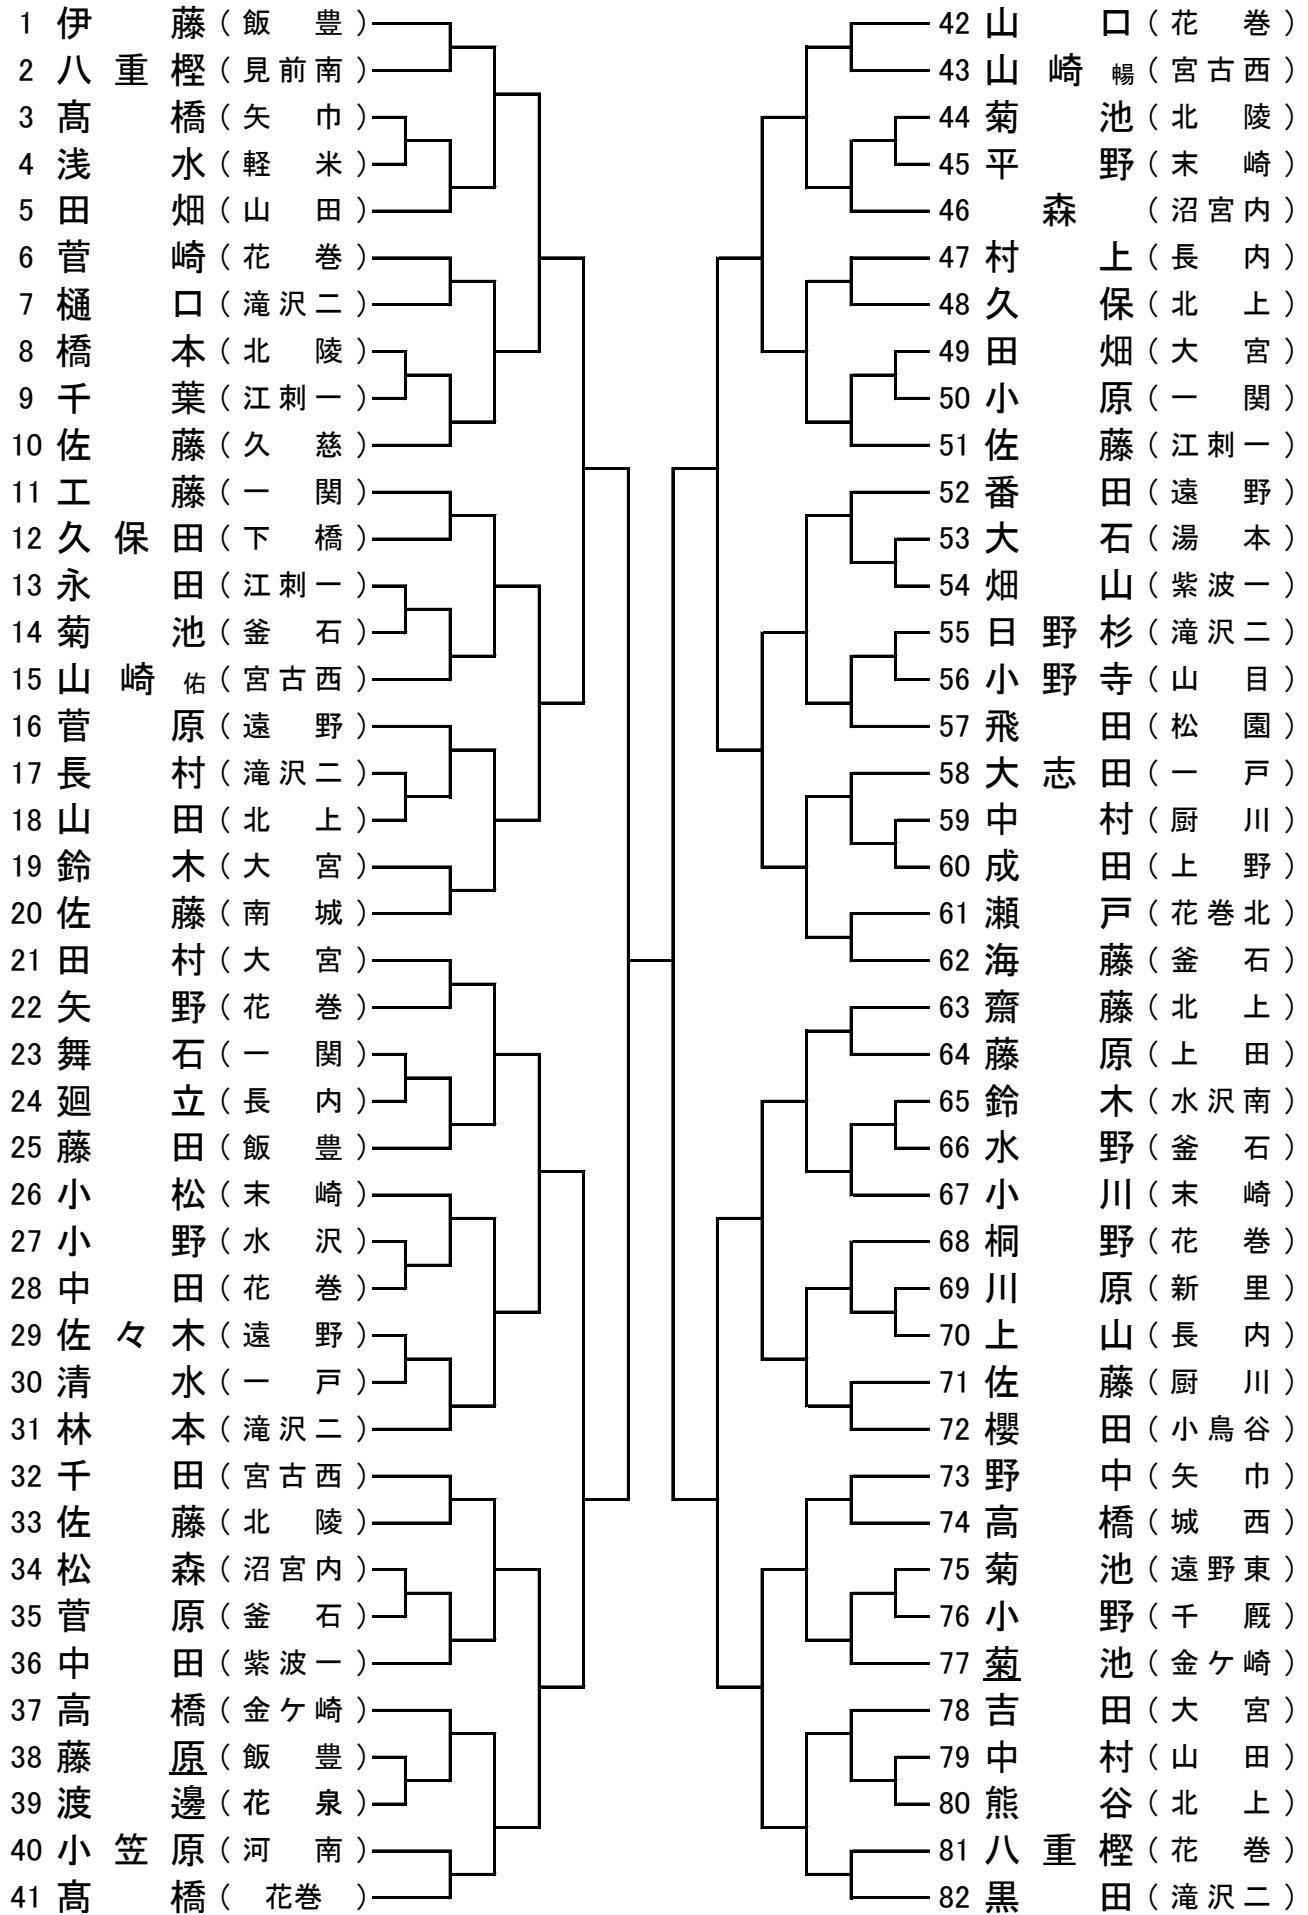 1 伊藤(飯豊)
2 八重樫(見前南)
3 髙橋(矢巾)
4 浅水(軽米)
5 田畑(山田)
6 菅崎(花巻)
7 樋口(滝沢二)
8 橋本(北陵)
9 千葉(江刺一)
10 佐藤(久慈)
11 工藤(一関)
12 久保田(下橋)
13 永田(江刺一)
14 菊池(釜石)
15 山崎佑(宮古西)
16 菅原(遠野)
17 長村(滝沢二)
18 山田(北上)
19 鈴木(大宮)
20 佐藤(南城)
21 田村(大宮)
22 矢野(花巻)
23 舞石(一関)
24 廻立(長内)
25 藤田(飯豊)
26 小松(末崎)
27 小野(水沢)
28 中田(花巻)
29 佐々木(遠野)
30 清水(一戸)
31 林本(滝沢二)
32 千田(宮古西)
33 佐藤(北陵)
34 松森(沼宮内)
35 菅原(釜石)
36 中田(紫波一)
37 高橋(金ケ崎)
38 藤原(飯豊)
39 渡邊(花泉)
40 小笠原(河南)
41 髙橋(花巻)
42 山口(花巻)
43 山崎暢(宮古西)
44 菊池(北陵)
45 平野(末崎)
46 森(沼宮内)
47 村上(長内)
48 久保(北上)
49 田畑(大宮)
50 小原(一関)
51 佐藤(江刺一)
52 番田(遠野)
53 大石(湯本)
54 畑山(紫波一)
55 日野杉(滝沢二)
56 小野寺(山目)
57 飛田(松園)
58 大志田(一戸)
59 中村(厨川)
60 成田(上野)
61 瀬戸(花巻北)
62 海藤(釜石)
63 齋藤(北上)
64 藤原(上田)
65 鈴木(水沢南)
66 水野(釜石)
67 小川(末崎)
68 桐野(花巻)
69 川原(新里)
70 上山(長内)
71 佐藤(厨川)
72 櫻田(小鳥谷)
73 野中(矢巾)
74 高橋(城西)
75 菊池(遠野東)
76 小野(千厩)
77 菊池(金ケ崎)
78 吉田(大宮)
79 中村(山田)
80 熊谷(北上)
81 八重樫(花巻)
82 黒田(滝沢二)